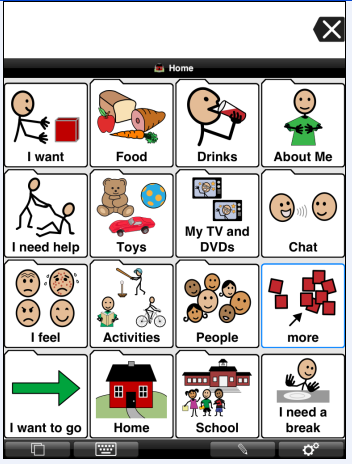 Home
I want
Food
Drinks
About Me
I need help
Toys
My TV and
DVDs
Chat
I feel
Activities
People
more
I want to go
Home
School
I need a
break